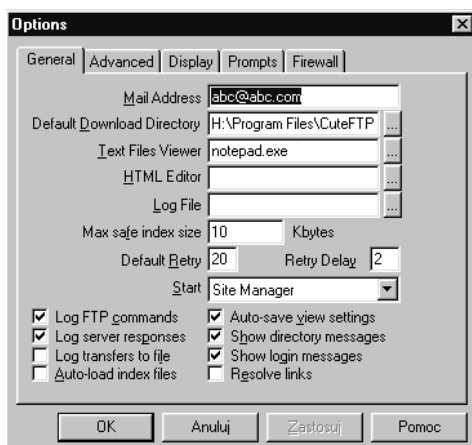 Options
General Advanced Display Prompts Firewall
Mail Address abc@abc.com
Default Download Directory H:\Program Files\CuteFTP ...
Text Files Viewer notepad.exe ...
HTML Editor ...
Log File ...
Max safe index size 10 Kbytes
Default Retry 20 Retry Delay 2
Start Site Manager
Log FTP commands Auto-save view settings
Log server responses Show directory messages
Log transfers to file Show login messages
Auto-load index files Resolve links
OK Anuluj Zastosuj Pomoc